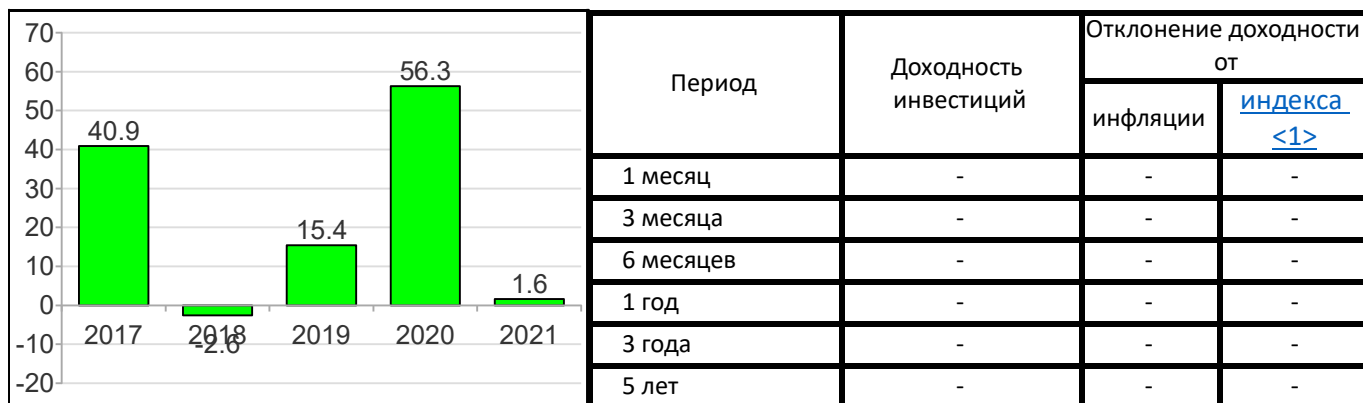 70
60
50
40
30
20
10
0
-10
-20
40.9
-2.6
15.4
56.3
1.6
2017 2018 2019 2020 2021
Период
Доходность
инвестиций
Отклонение доходности
от
инфляции
индекса
<1>
1 месяц - - -
3 месяца - - -
6 месяцев - - -
1 год - - -
3 года - - -
5 лет - - -